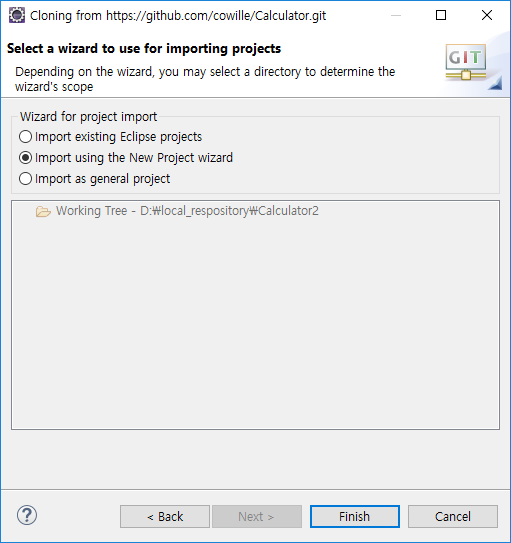 Cloning from https://github.com/cowille/Calculator.git
Select a wizard to use for importing projects
GIT
Depending on the wizard, you may select a directory to determine the
wizard's scope
Wizard for project import
Import existing Eclipse projects
Import using the New Project wizard
Import as general project
Working Tree - D:₩local_respository₩Calculator2
?
< Back
Next >
Finish
Cancel